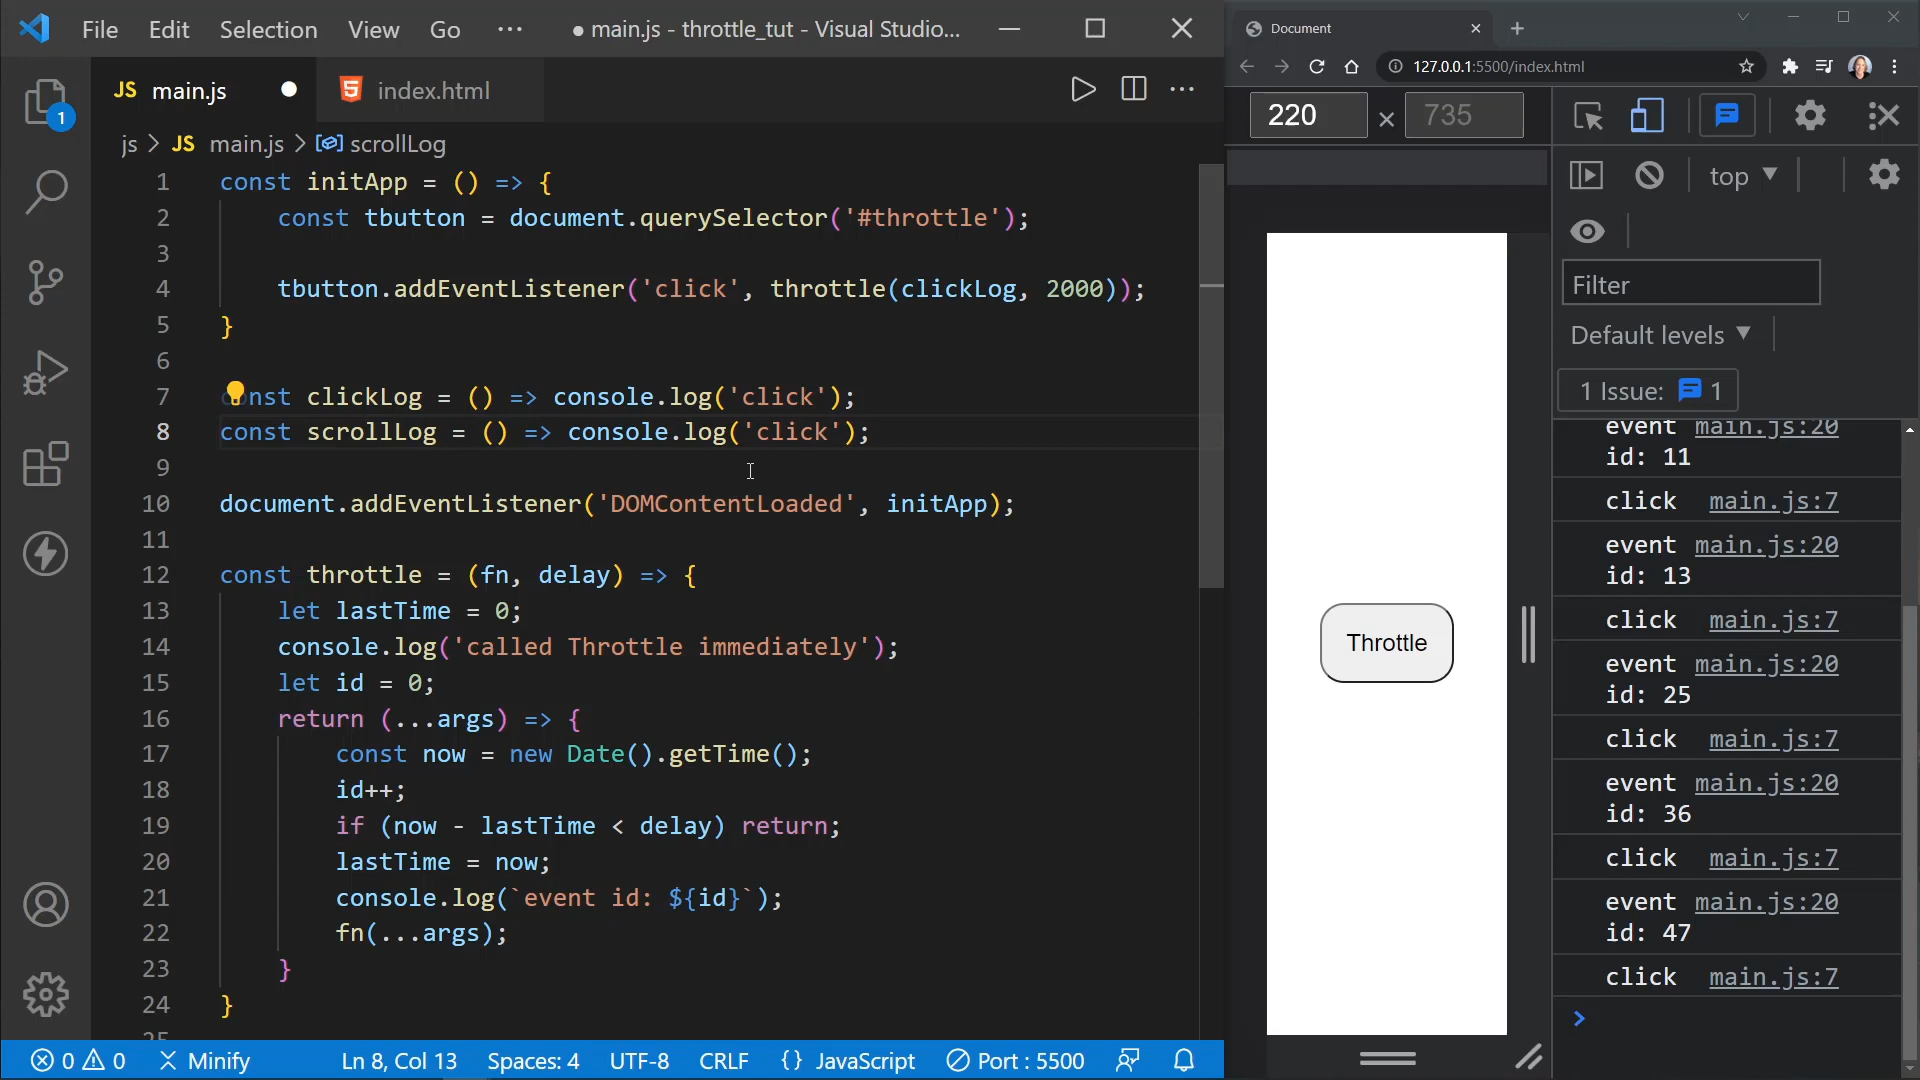 File Edit Selection View Go ··· ● main.js - throttle_tut - Visual Studio...
JS main.js ● index.html
js > JS main.js > scrollLog
1 const initApp = () => {
2 const tbutton = document.querySelector('#throttle');
3
4 tbutton.addEventListener('click', throttle(clickLog, 2000));
5 }
6
7 const clickLog = () => console.log('click');
8 const scrollLog = () => console.log('click');
9
10 document.addEventListener('DOMContentLoaded', initApp);
11
12 const throttle = (fn, delay) => {
13 let lastTime = 0;
14 console.log('called Throttle immediately');
15 let id = 0;
16 return (...args) => {
17 const now = new Date().getTime();
18 id++;
19 if (now - lastTime < delay) return;
20 lastTime = now;
21 console.log(`event id: ${id}`);
22 fn(...args);
23 }
24 }
25
1
0 0 Minify Ln 8, Col 13 Spaces: 4 UTF-8 CRLF {} JavaScript Port : 5500
Document
127.0.0.1:5500/index.html
220 × 735
top
Filter
Default levels
1 Issue: 1
Throttle
event main.js:20
id: 11
click main.js:7
event main.js:20
id: 13
click main.js:7
event main.js:20
id: 25
click main.js:7
event main.js:20
id: 36
click main.js:7
event main.js:20
id: 47
click main.js:7
>